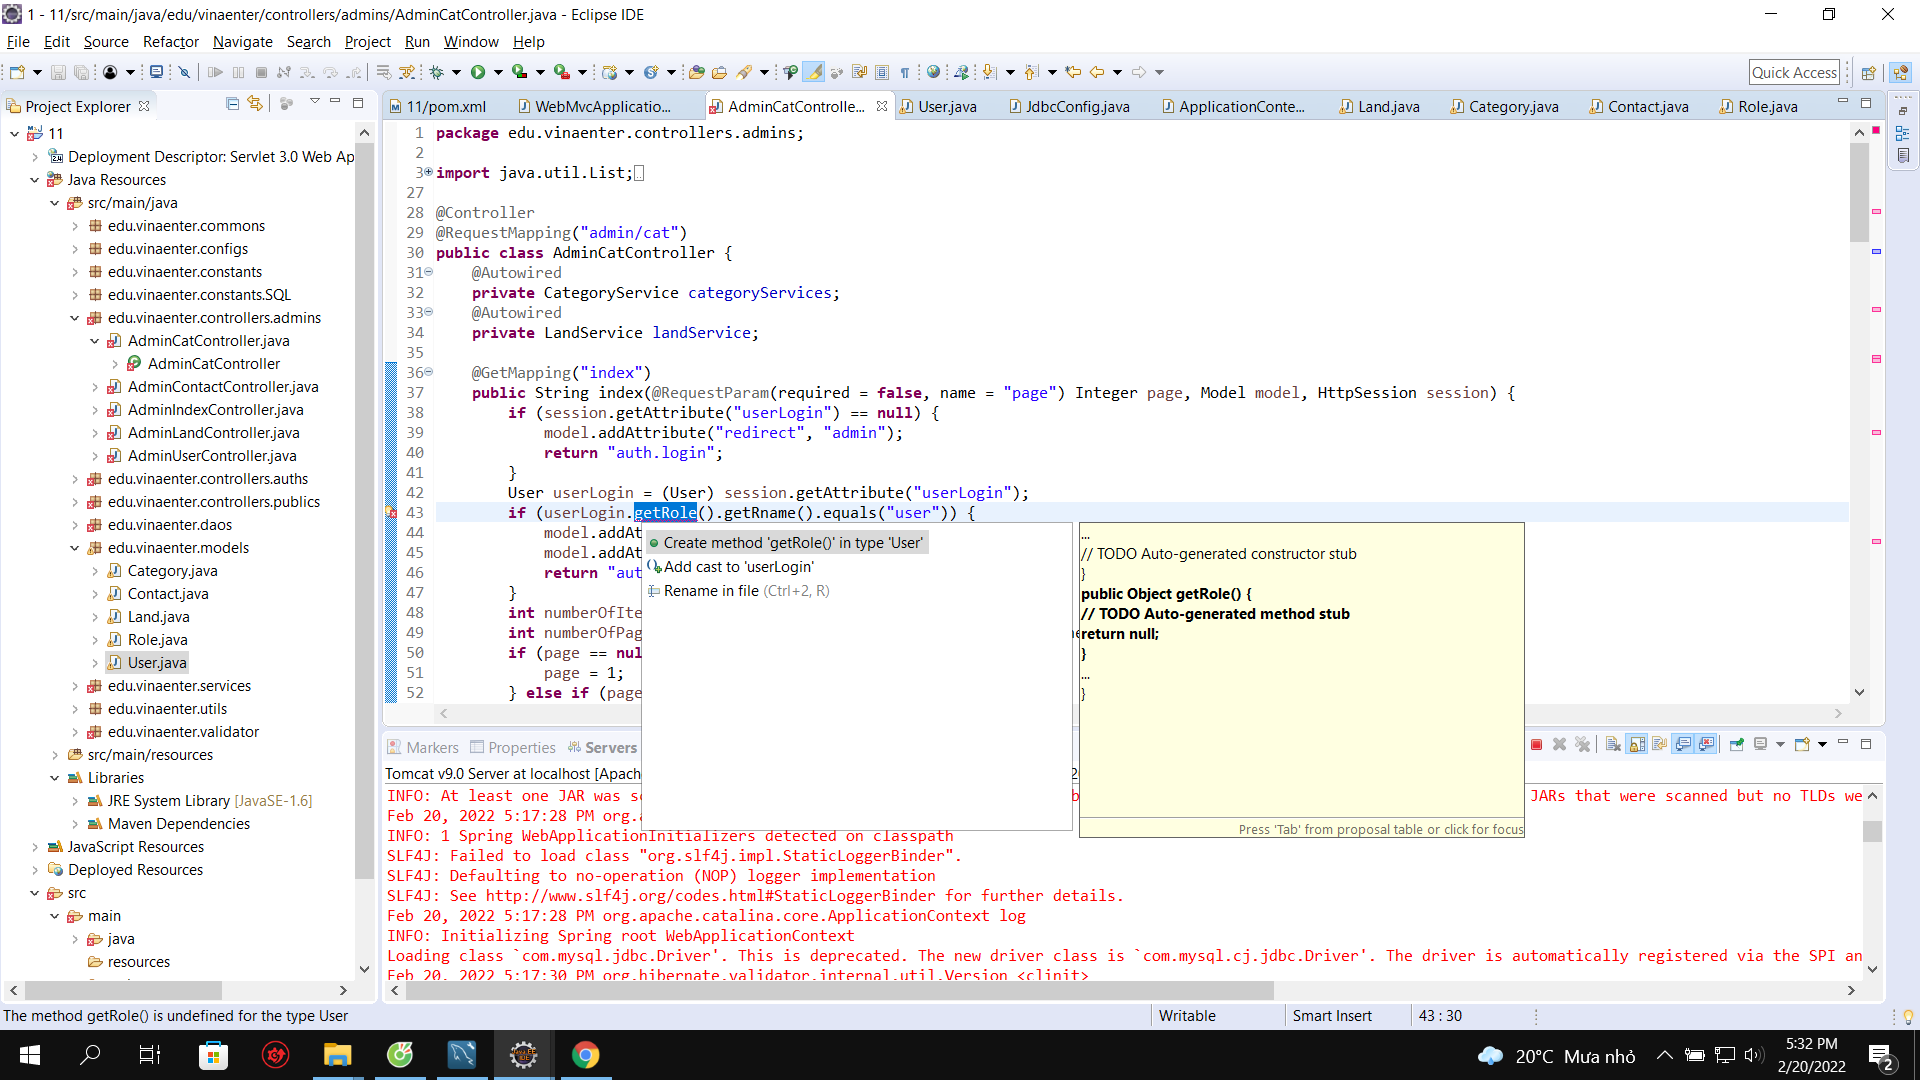 1 - 11/src/main/java/edu/vinaenter/controllers/admins/AdminCatController.java - Eclipse IDE
File Edit Source Refactor Navigate Search Project Run Window Help
Quick Access
Project Explorer
11
Deployment Descriptor: Servlet 3.0 Web Ap
Java Resources
src/main/java
edu.vinaenter.commons
edu.vinaenter.configs
edu.vinaenter.constants
edu.vinaenter.constants.SQL
edu.vinaenter.controllers.admins
AdminCatController.java
AdminCatController
AdminContactController.java
AdminIndexController.java
AdminLandController.java
AdminUserController.java
edu.vinaenter.controllers.auths
edu.vinaenter.controllers.publics
edu.vinaenter.daos
edu.vinaenter.models
Category.java
Contact.java
Land.java
Role.java
User.java
edu.vinaenter.services
edu.vinaenter.utils
edu.vinaenter.validator
src/main/resources
Libraries
JRE System Library [JavaSE-1.6]
Maven Dependencies
JavaScript Resources
Deployed Resources
src
main
java
resources
11/pom.xml WebMvcApplicatio... AdminCatControlle... User.java JdbcConfig.java ApplicationConte... Land.java Category.java Contact.java Role.java
1 package edu.vinaenter.controllers.admins;
2
3 import java.util.List;
27
28 @Controller
29 @RequestMapping("admin/cat")
30 public class AdminCatController {
31 @Autowired
32 private CategoryService categoryServices;
33 @Autowired
34 private LandService landService;
35
36 @GetMapping("index")
37 public String index(@RequestParam(required = false, name = "page") Integer page, Model model, HttpSession session) {
38 if (session.getAttribute("userLogin") == null) {
39 model.addAttribute("redirect", "admin");
40 return "auth.login";
41 }
42 User userLogin = (User) session.getAttribute("userLogin");
43 if (userLogin.getRole().getRname().equals("user")) {
44 model.addAt
45 model.addAt
46 return "aut
47 }
48 int numberOfIte
49 int numberOfPag
50 if (page == nul
51 page = 1;
52 } else if (page
Create method 'getRole()' in type 'User'
Add cast to 'userLogin'
Rename in file (Ctrl+2, R)
...
// TODO Auto-generated constructor stub
}
public Object getRole() {
// TODO Auto-generated method stub
return null;
}
...
}
Press 'Tab' from proposal table or click for focus
Markers Properties Servers
Tomcat v9.0 Server at localhost [Apac
INFO: At least one JAR was s JARs that were scanned but no TLDs we
Feb 20, 2022 5:17:28 PM org.
INFO: 1 Spring WebApplicationInitializers detected on classpath
SLF4J: Failed to load class "org.slf4j.impl.StaticLoggerBinder".
SLF4J: Defaulting to no-operation (NOP) logger implementation
SLF4J: See http://www.slf4j.org/codes.html#StaticLoggerBinder for further details.
Feb 20, 2022 5:17:28 PM org.apache.catalina.core.ApplicationContext log
INFO: Initializing Spring root WebApplicationContext
Loading class `com.mysql.jdbc.Driver'. This is deprecated. The new driver class is `com.mysql.cj.jdbc.Driver'. The driver is automatically registered via the SPI an
Feb 20, 2022 5:17:30 PM org.hibernate.validator.internal.util.Version <clinit>
The method getRole() is undefined for the type User
Writable
Smart Insert
43 : 30
20°C Mưa nhỏ
5:32 PM
2/20/2022
2